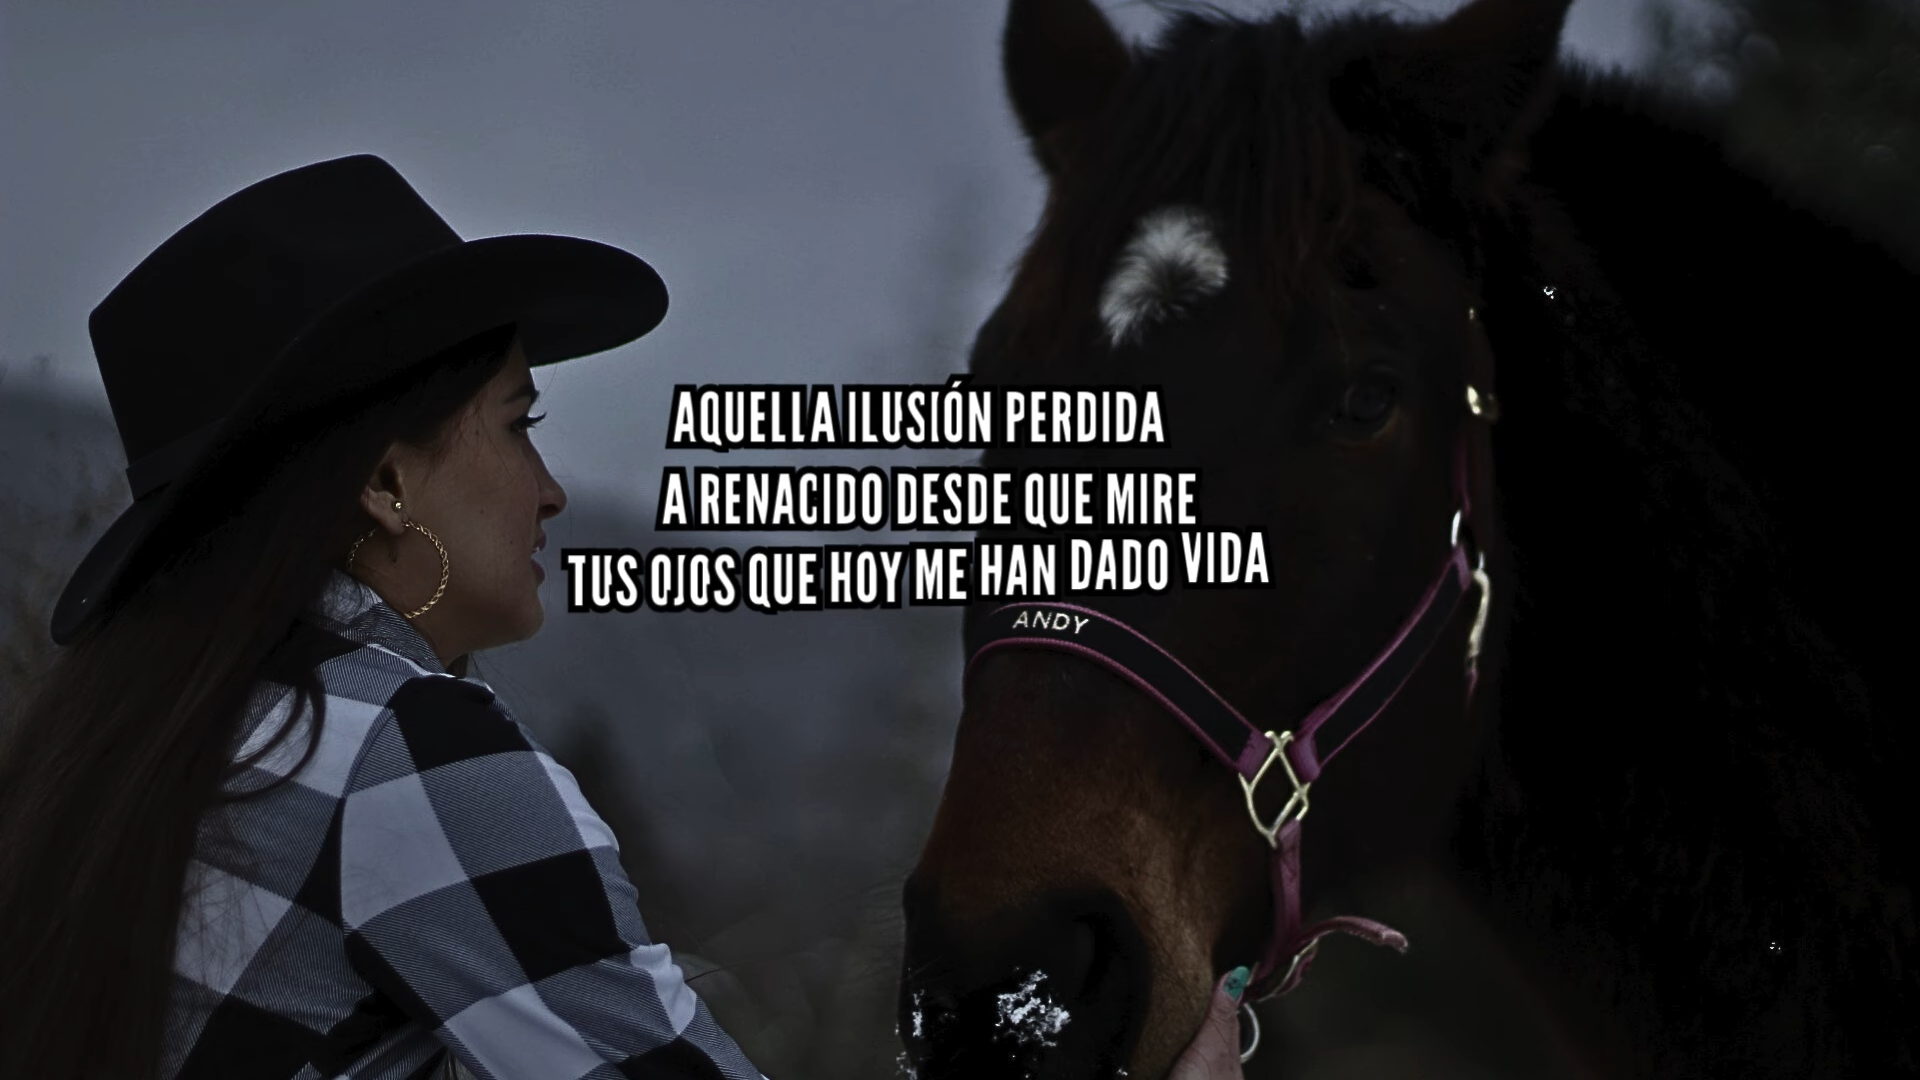 AQUELLA ILUSIÓN PERDIDA
A RENACIDO DESDE QUE MIRE
TUS OJOS QUE HOY ME HAN DADO VIDA
ANDY